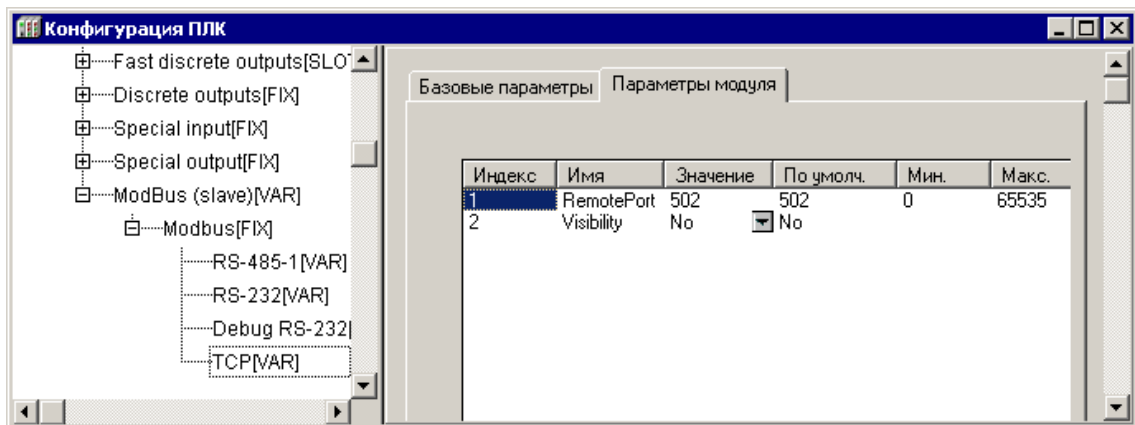 Конфигурация ПЛК
Fast discrete outputs[SLO
Discrete outputs[FIX]
Special input[FIX]
Special output[FIX]
ModBus (slave)[VAR]
Modbus[FIX]
RS-485-1[VAR]
RS-232[VAR]
Debug RS-232[
TCP[VAR]
Базовые параметры Параметры модуля
Индекс Имя Значение По умолч. Мин. Макс.
1 RemotePort 502 502 0 65535
2 Visibility No No